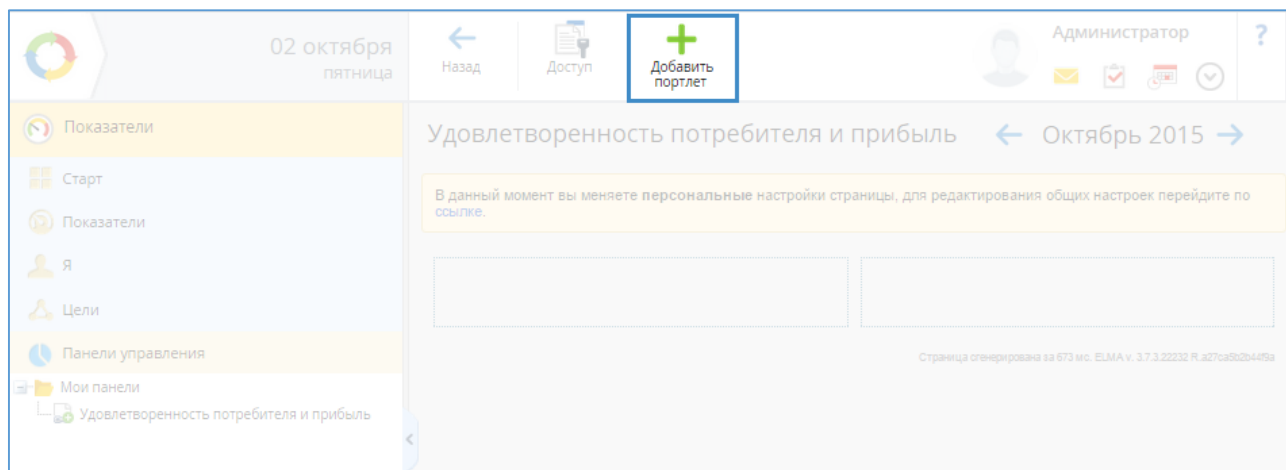 02 октября
пятница
Назад
Доступ
Добавить
портлет
Администратор
?
Показатели
Старт
Показатели
Я
Цели
Панели управления
Мои панели
Удовлетворенность потребителя и прибыль
Удовлетворенность потребителя и прибыль
Октябрь 2015
В данный момент вы меняете персональные настройки страницы, для редактирования общих настроек перейдите по
ссылке.
Страница сгенерирована за 673 мс. ELMA v. 3.7.3.22232 R.a27ca5b2b44f9a